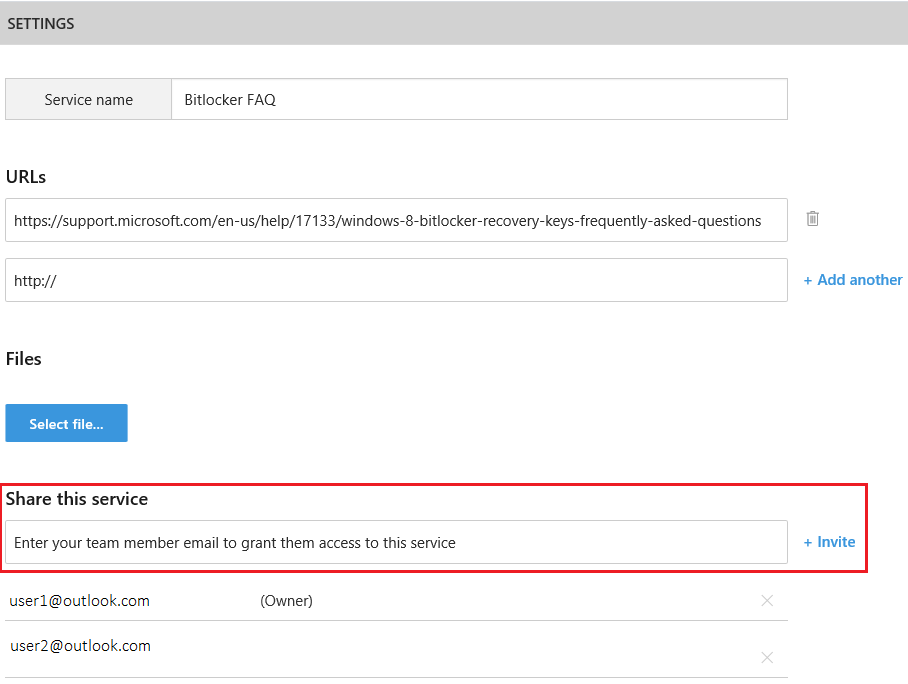 SETTINGS
Service name
Bitlocker FAQ
URLs
https://support.microsoft.com/en-us/help/17133/windows-8-bitlocker-recovery-keys-frequently-asked-questions
http://
+ Add another
Files
Select file...
Share this service
Enter your team member email to grant them access to this service
+ Invite
user1@outlook.com (Owner)
user2@outlook.com